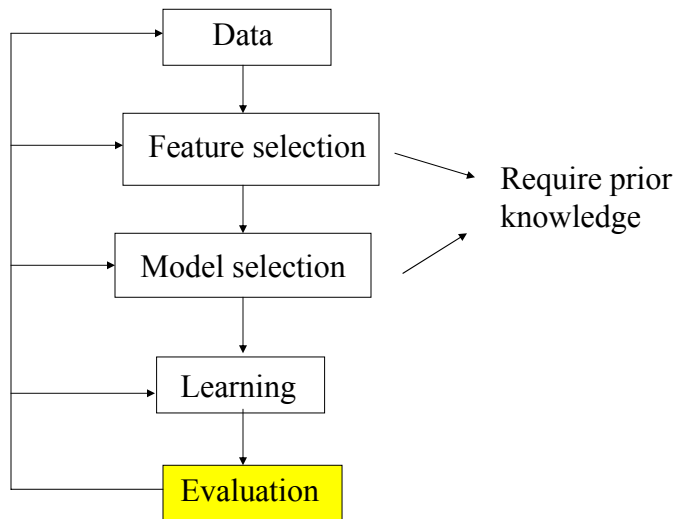 Data
Feature selection
Require prior
knowledge
Model selection
Learning
Evaluation